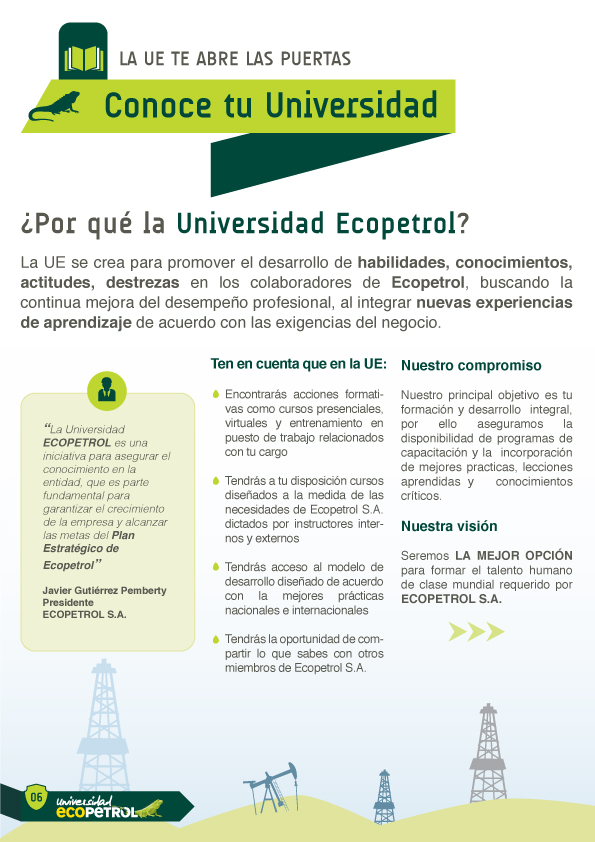 LA UE TE ABRE LAS PUERTAS
Conoce tu Universidad
¿Por qué la Universidad Ecopetrol?
La UE se crea para promover el desarrollo de habilidades, conocimientos,
actitudes, destrezas en los colaboradores de Ecopetrol, buscando la
continua mejora del desempeño profesional, al integrar nuevas experiencias
de aprendizaje de acuerdo con las exigencias del negocio.
“La Universidad
ECOPETROL es una
iniciativa para asegurar el
conocimiento en la
entidad, que es parte
fundamental para
garantizar el crecimiento
de la empresa y alcanzar
las metas del Plan
Estratégico de
Ecopetrol”
Javier Gutiérrez Pemberty
Presidente
ECOPETROL S.A.
Ten en cuenta que en la UE:
Encontrarás acciones formati-
vas como cursos presenciales,
virtuales y entrenamiento en
puesto de trabajo relacionados
con tu cargo
Tendrás a tu disposición cursos
diseñados a la medida de las
necesidades de Ecopetrol S.A.
dictados por instructores inter-
nos y externos
Tendrás acceso al modelo de
desarrollo diseñado de acuerdo
con la mejores prácticas
nacionales e internacionales
Tendrás la oportunidad de com-
partir lo que sabes con otros
miembros de Ecopetrol S.A.
Nuestro compromiso
Nuestro principal objetivo es tu
formación y desarrollo integral,
por ello aseguramos la
disponibilidad de programas de
capacitación y la incorporación
de mejores practicas, lecciones
aprendidas y conocimientos
críticos.
Nuestra visión
Seremos LA MEJOR OPCIÓN
para formar el talento humano
de clase mundial requerido por
ECOPETROL S.A.
06
universidad
ecopetrol